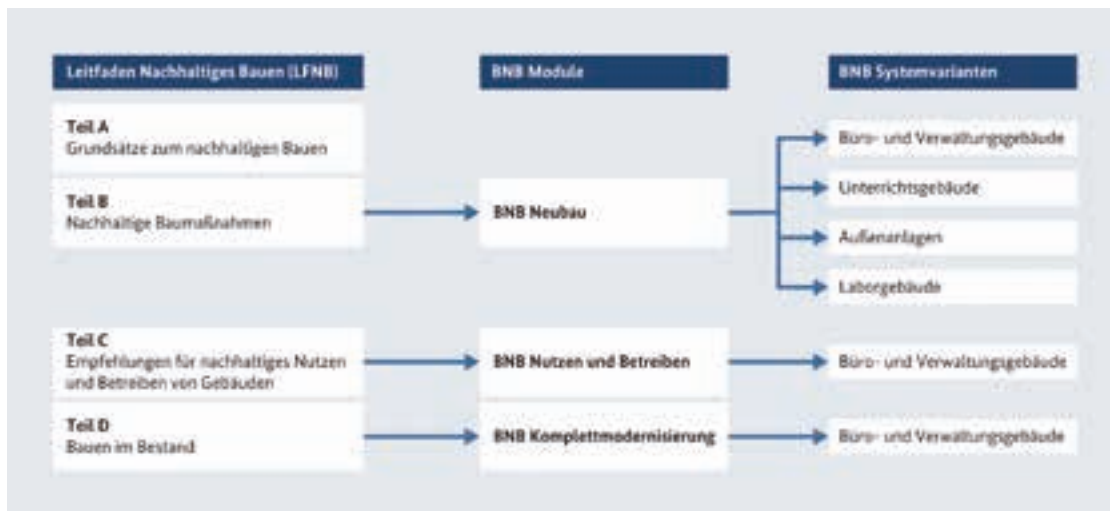 Leitfaden Nachhaltiges Bauen (LFNB)
BNB Module
BNB Systemvarianten
Teil A
Grundsätze zum nachhaltigen Bauen
Teil B
Nachhaltige Baumaßnahmen
BNB Neubau
Büro- und Verwaltungsgebäude
Unterrichtsgebäude
Außenanlagen
Laborgebäude
Teil C
Empfehlungen für nachhaltiges Nutzen
und Betreiben von Gebäuden
BNB Nutzen und Betreiben
Büro- und Verwaltungsgebäude
Teil D
Bauen im Bestand
BNB Komplettmodernisierung
Büro- und Verwaltungsgebäude